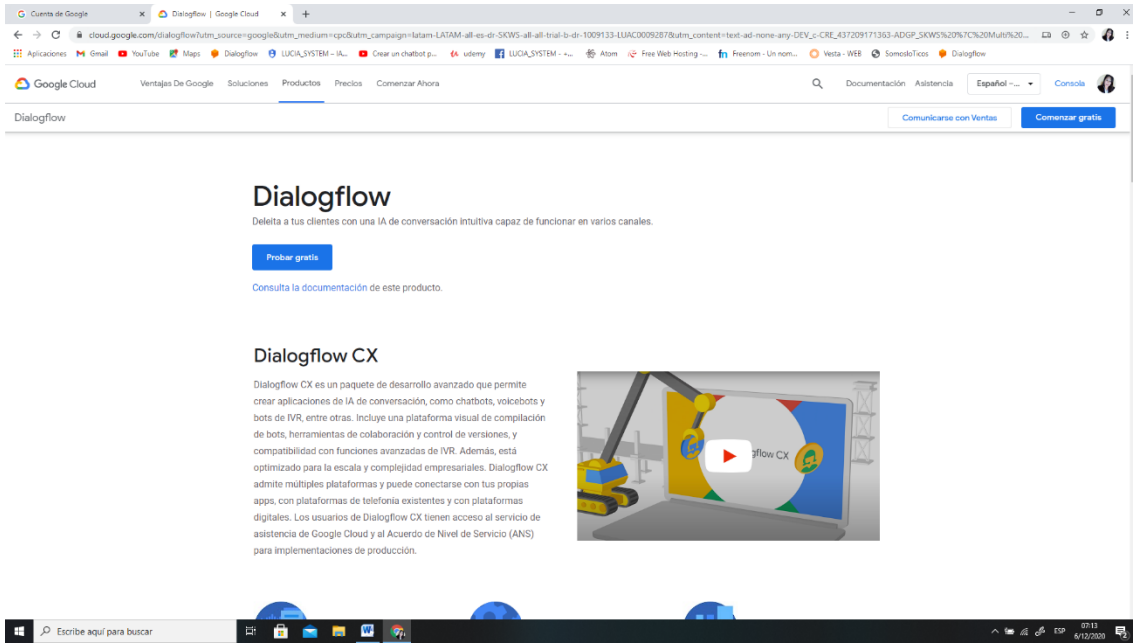 Cuenta de Google
Dialogflow | Google Cloud
cloud.google.com/dialogflow?utm_source=google&utm_medium=cpc&utm_campaign=latam-LATAM-all-es-dr-SKWS-all-all-trial-b-dr-1009133-LUAC0009287&utm_content=text-ad-none-any-DEV_c-CRE_437209171363-ADGP_SKWS%20%7C%20Multi%20...
Aplicaciones Gmail YouTube Maps Dialogflow LUCIA_SYSTEM – IA... Crear un chatbot p... udemy LUCIA_SYSTEM - +... Atom Free Web Hosting -... Freenom - Un nom... Vesta - WEB SomosloTicos Dialogflow
Google Cloud Ventajas De Google Soluciones Productos Precios Comenzar Ahora Documentación Asistencia Español –... Consola
Dialogflow Comunicarse con Ventas Comenzar gratis
Dialogflow
Deleita a tus clientes con una IA de conversación intuitiva capaz de funcionar en varios canales.
Probar gratis
Consulta la documentación de este producto.
Dialogflow CX
Dialogflow CX es un paquete de desarrollo avanzado que permite
crear aplicaciones de IA de conversación, como chatbots, voicebots y
bots de IVR, entre otras. Incluye una plataforma visual de compilación
de bots, herramientas de colaboración y control de versiones, y
compatibilidad con funciones avanzadas de IVR. Además, está
optimizado para la escala y complejidad empresariales. Dialogflow CX
admite múltiples plataformas y puede conectarse con tus propias
apps, con plataformas de telefonía existentes y con plataformas
digitales. Los usuarios de Dialogflow CX tienen acceso al servicio de
asistencia de Google Cloud y al Acuerdo de Nivel de Servicio (ANS)
para implementaciones de producción.
gflow CX
Escribe aquí para buscar
ESP
07:13
6/12/2020